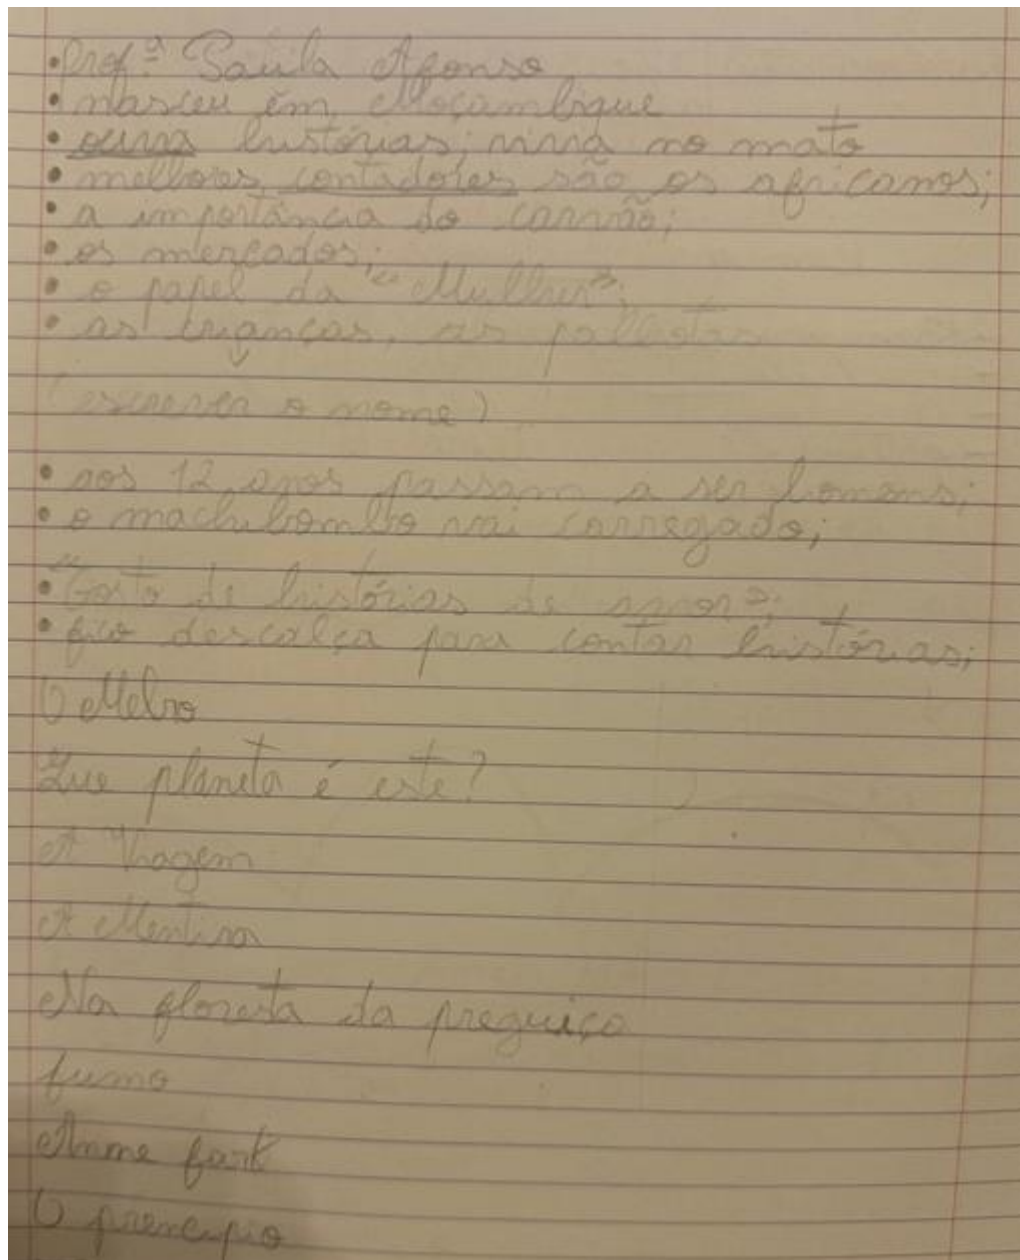 • Prof.ª Paula Afonso
• nasceu em Moçambique
• ouvia histórias; vivia no mato
• melhores contadores são os africanos;
• a importância do carvão;
• os mercados;
• o papel da "Mulher";
• as crianças, as palhotas
(escrever o nome)
• aos 12 anos passam a ser homens;
• o machibombo vai carregado;
• "Gosto de histórias de amor";
• fico descalça para contar histórias;
O Melro
Que planeta é este?
A Viagem
A Mentira
Na floresta da preguiça
fumo
O prencipio